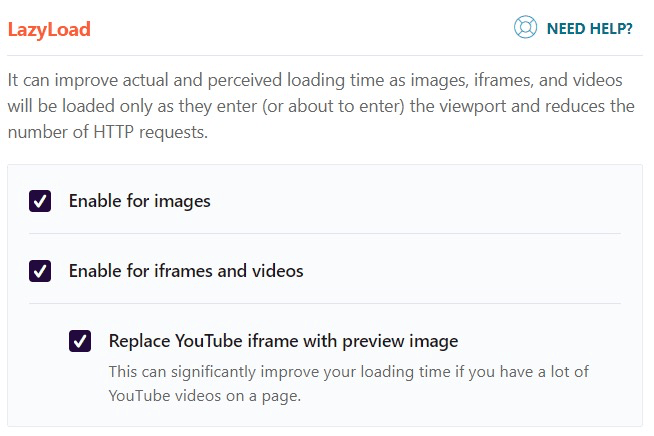 LazyLoad
NEED HELP?
It can improve actual and perceived loading time as images, iframes, and videos
will be loaded only as they enter (or about to enter) the viewport and reduces the
number of HTTP requests.
Enable for images
Enable for iframes and videos
Replace YouTube iframe with preview image
This can significantly improve your loading time if you have a lot of
YouTube videos on a page.